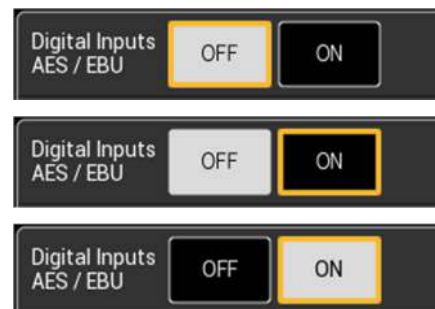 Digital Inputs
AES / EBU
OFF
ON
Digital Inputs
AES / EBU
OFF
ON
Digital Inputs
AES / EBU
OFF
ON